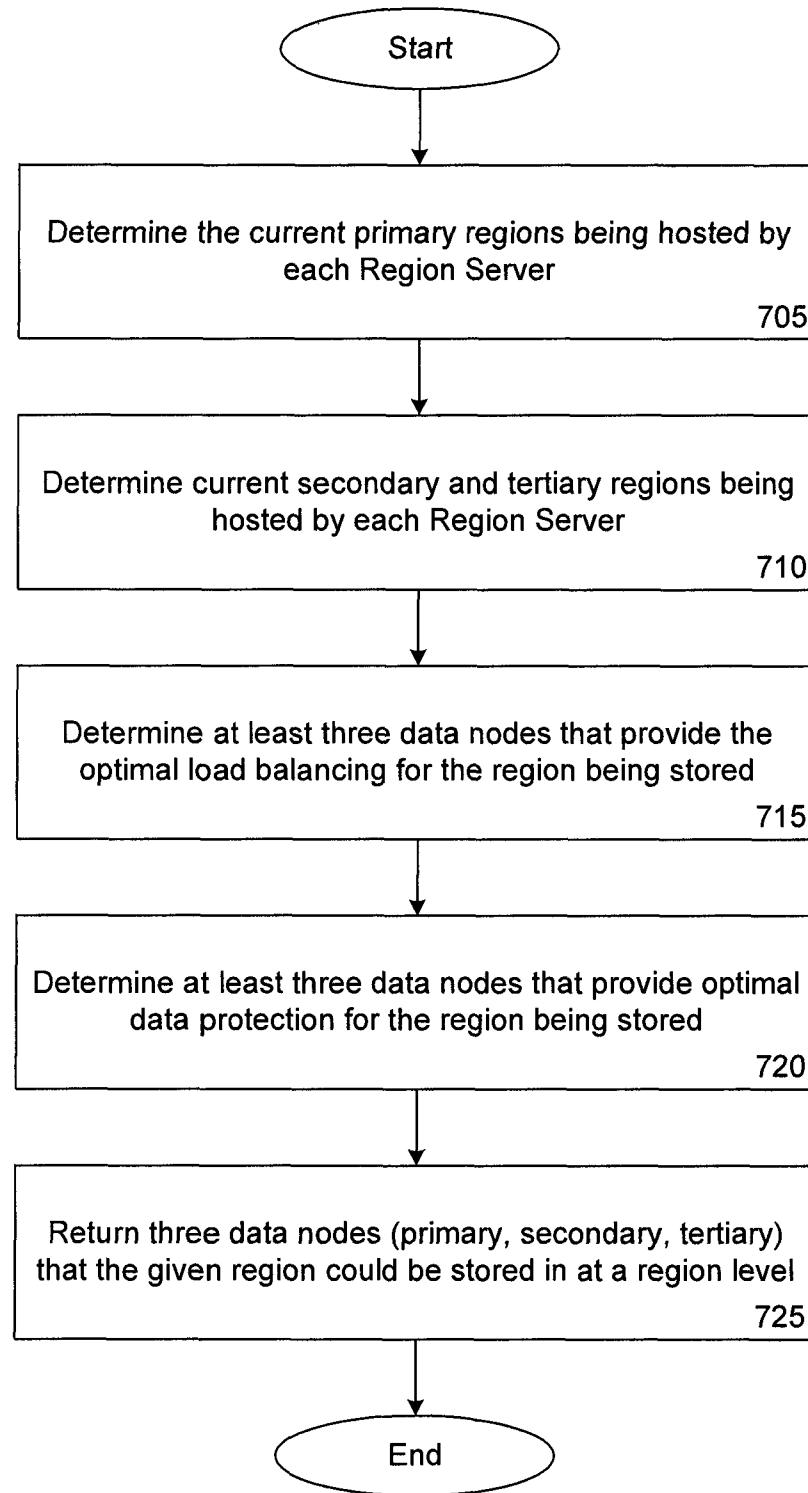 Start
Determine the current primary regions being hosted by
each Region Server
705
Determine current secondary and tertiary regions being
hosted by each Region Server
710
Determine at least three data nodes that provide the
optimal load balancing for the region being stored
715
Determine at least three data nodes that provide optimal
data protection for the region being stored
720
Return three data nodes (primary, secondary, tertiary)
that the given region could be stored in at a region level
725
End